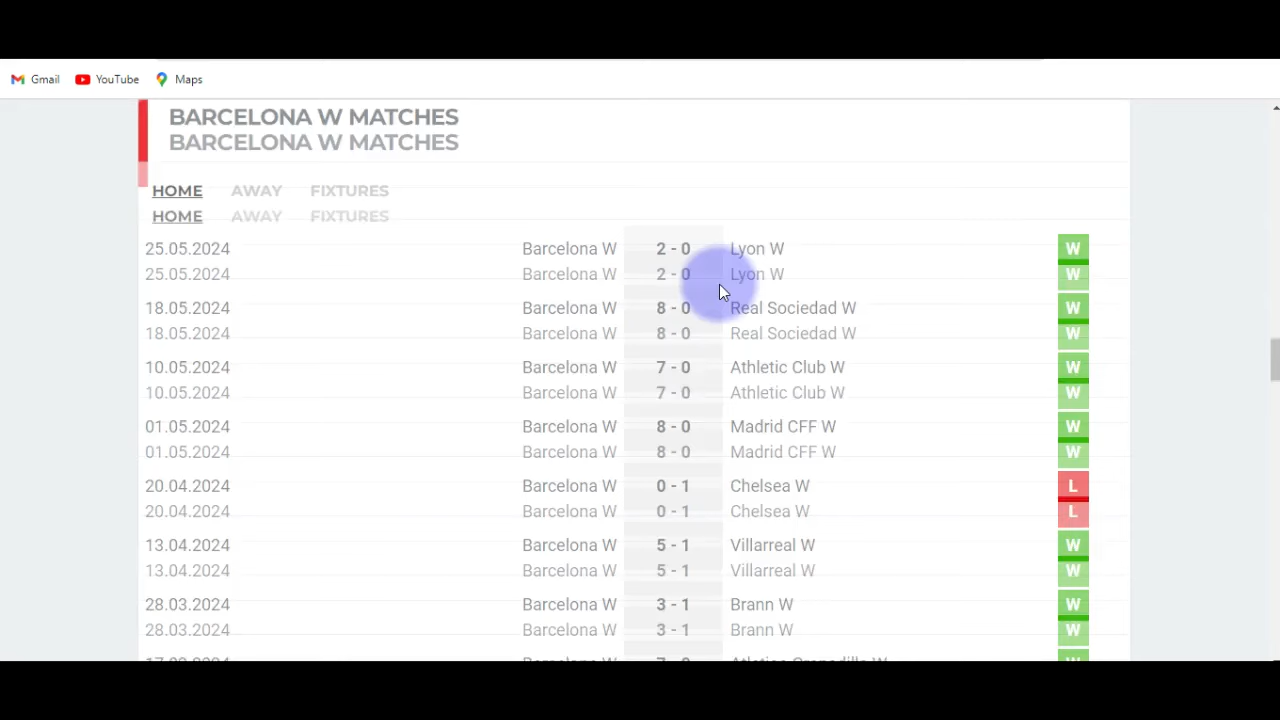 Gmail YouTube Maps
BARCELONA W MATCHES
BARCELONA W MATCHES
HOME AWAY FIXTURES
HOME AWAY FIXTURES
25.05.2024 Barcelona W 2 - 0 Lyon W W
25.05.2024 Barcelona W 2 - 0 Lyon W W
18.05.2024 Barcelona W 8 - 0 Real Sociedad W W
18.05.2024 Barcelona W 8 - 0 Real Sociedad W W
10.05.2024 Barcelona W 7 - 0 Athletic Club W W
10.05.2024 Barcelona W 7 - 0 Athletic Club W W
01.05.2024 Barcelona W 8 - 0 Madrid CFF W W
01.05.2024 Barcelona W 8 - 0 Madrid CFF W W
20.04.2024 Barcelona W 0 - 1 Chelsea W L
20.04.2024 Barcelona W 0 - 1 Chelsea W L
13.04.2024 Barcelona W 5 - 1 Villarreal W W
13.04.2024 Barcelona W 5 - 1 Villarreal W W
28.03.2024 Barcelona W 3 - 1 Brann W W
28.03.2024 Barcelona W 3 - 1 Brann W W